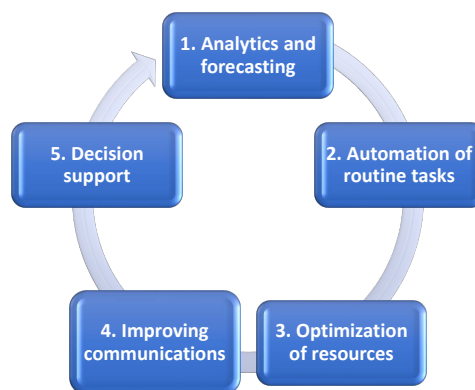 1. Analytics and
forecasting
2. Automation of
routine tasks
3. Optimization
of resources
4. Improving
communications
5. Decision
support